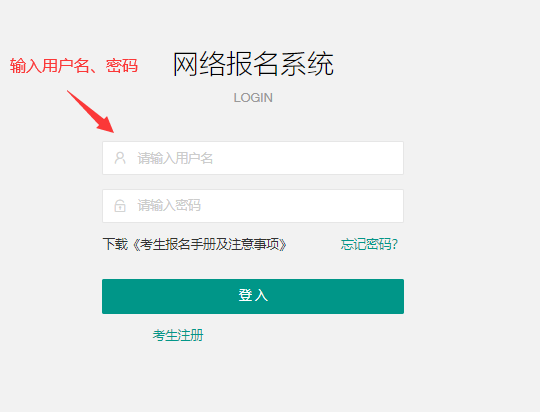 网络报名系统
输入用户名、密码
LOGIN
请输入用户名
请输入密码
下载《考生报名手册及注意事项》 忘记密码?
登 入
考生注册